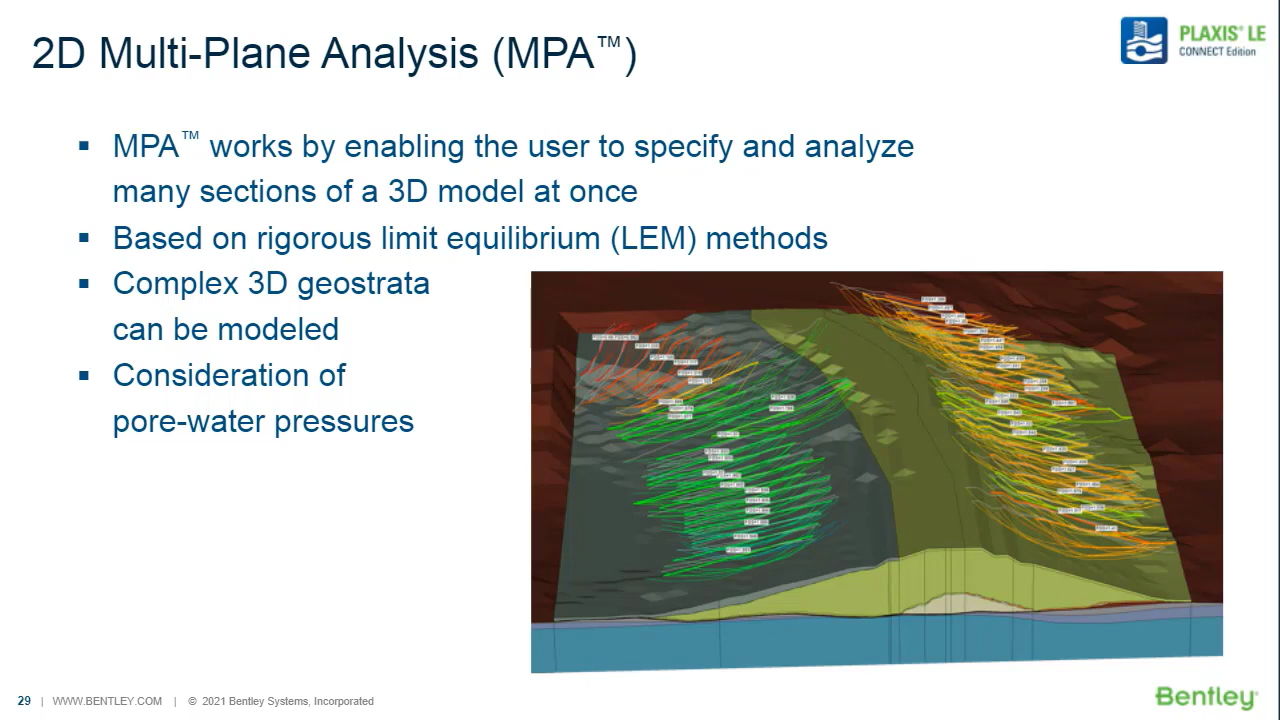 2D Multi-Plane Analysis (MPA™)
PLAXIS® LE
CONNECT Edition
▪ MPA™ works by enabling the user to specify and analyze
many sections of a 3D model at once
▪ Based on rigorous limit equilibrium (LEM) methods
▪ Complex 3D geostrata
can be modeled
▪ Consideration of
pore-water pressures
29 | WWW.BENTLEY.COM | © 2021 Bentley Systems, Incorporated
Bentley®